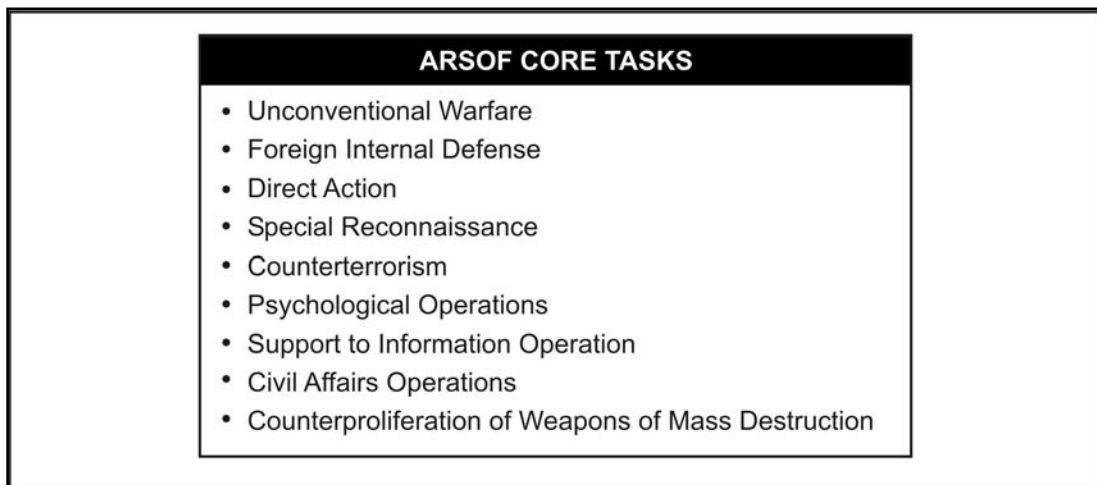 ARSOF CORE TASKS
• Unconventional Warfare
• Foreign Internal Defense
• Direct Action
• Special Reconnaissance
• Counterterrorism
• Psychological Operations
• Support to Information Operation
• Civil Affairs Operations
• Counterproliferation of Weapons of Mass Destruction